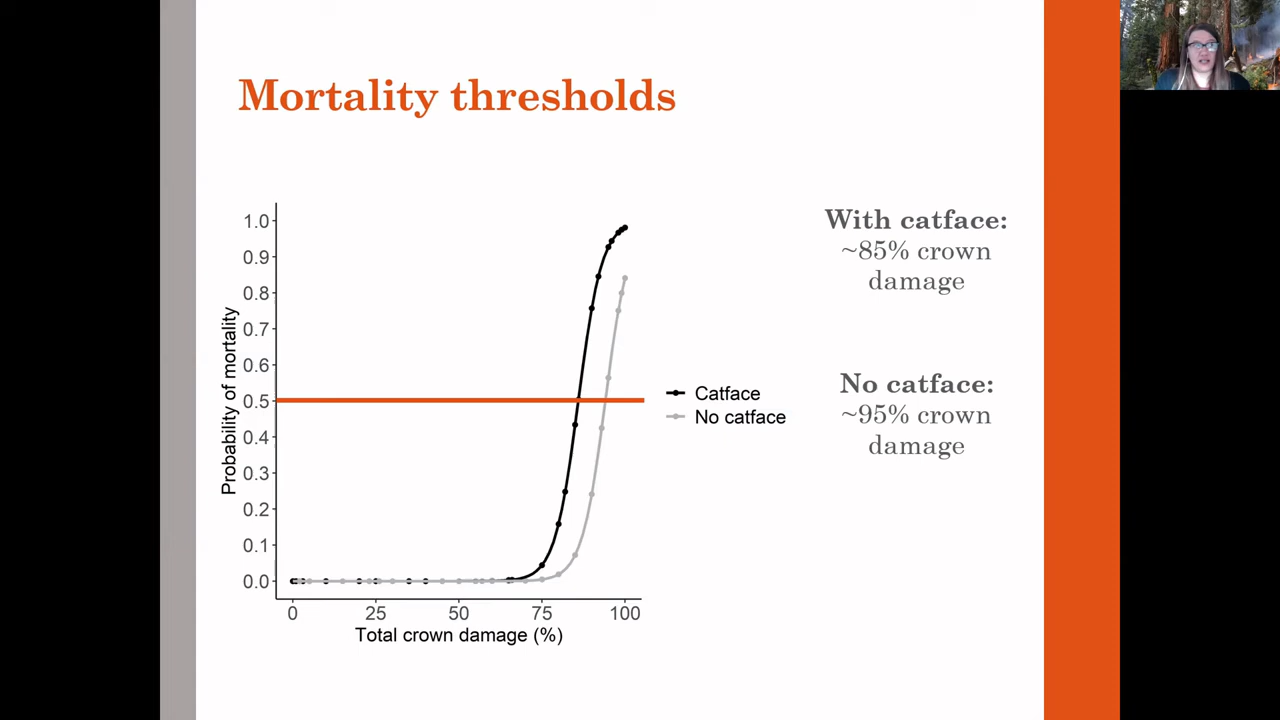 Mortality thresholds
With catface:
~85% crown
damage
No catface:
~95% crown
damage
Probability of mortality
1.0
0.9
0.8
0.7
0.6
0.5
0.4
0.3
0.2
0.1
0.0
0 25 50 75 100
Total crown damage (%)
Catface
No catface